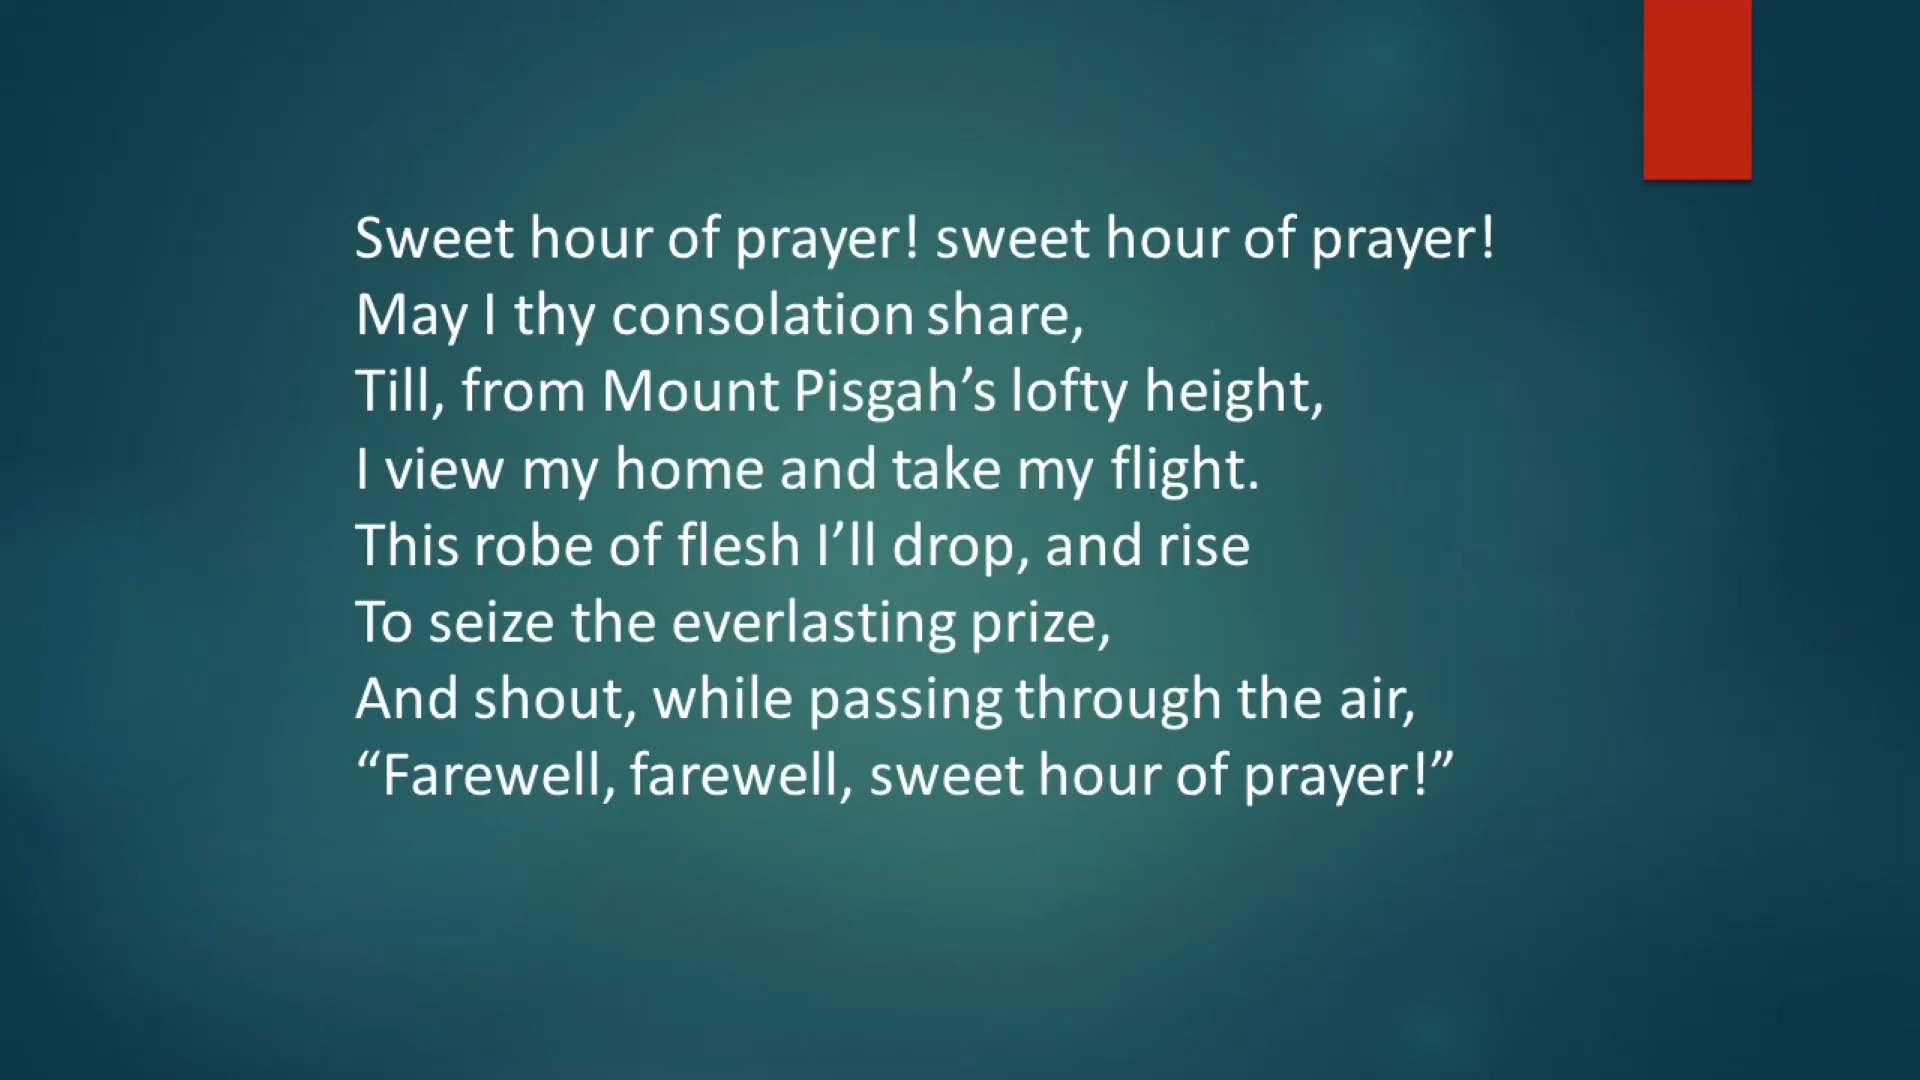 Sweet hour of prayer! sweet hour of prayer!
May I thy consolation share,
Till, from Mount Pisgah’s lofty height,
I view my home and take my flight.
This robe of flesh I’ll drop, and rise
To seize the everlasting prize,
And shout, while passing through the air,
“Farewell, farewell, sweet hour of prayer!”